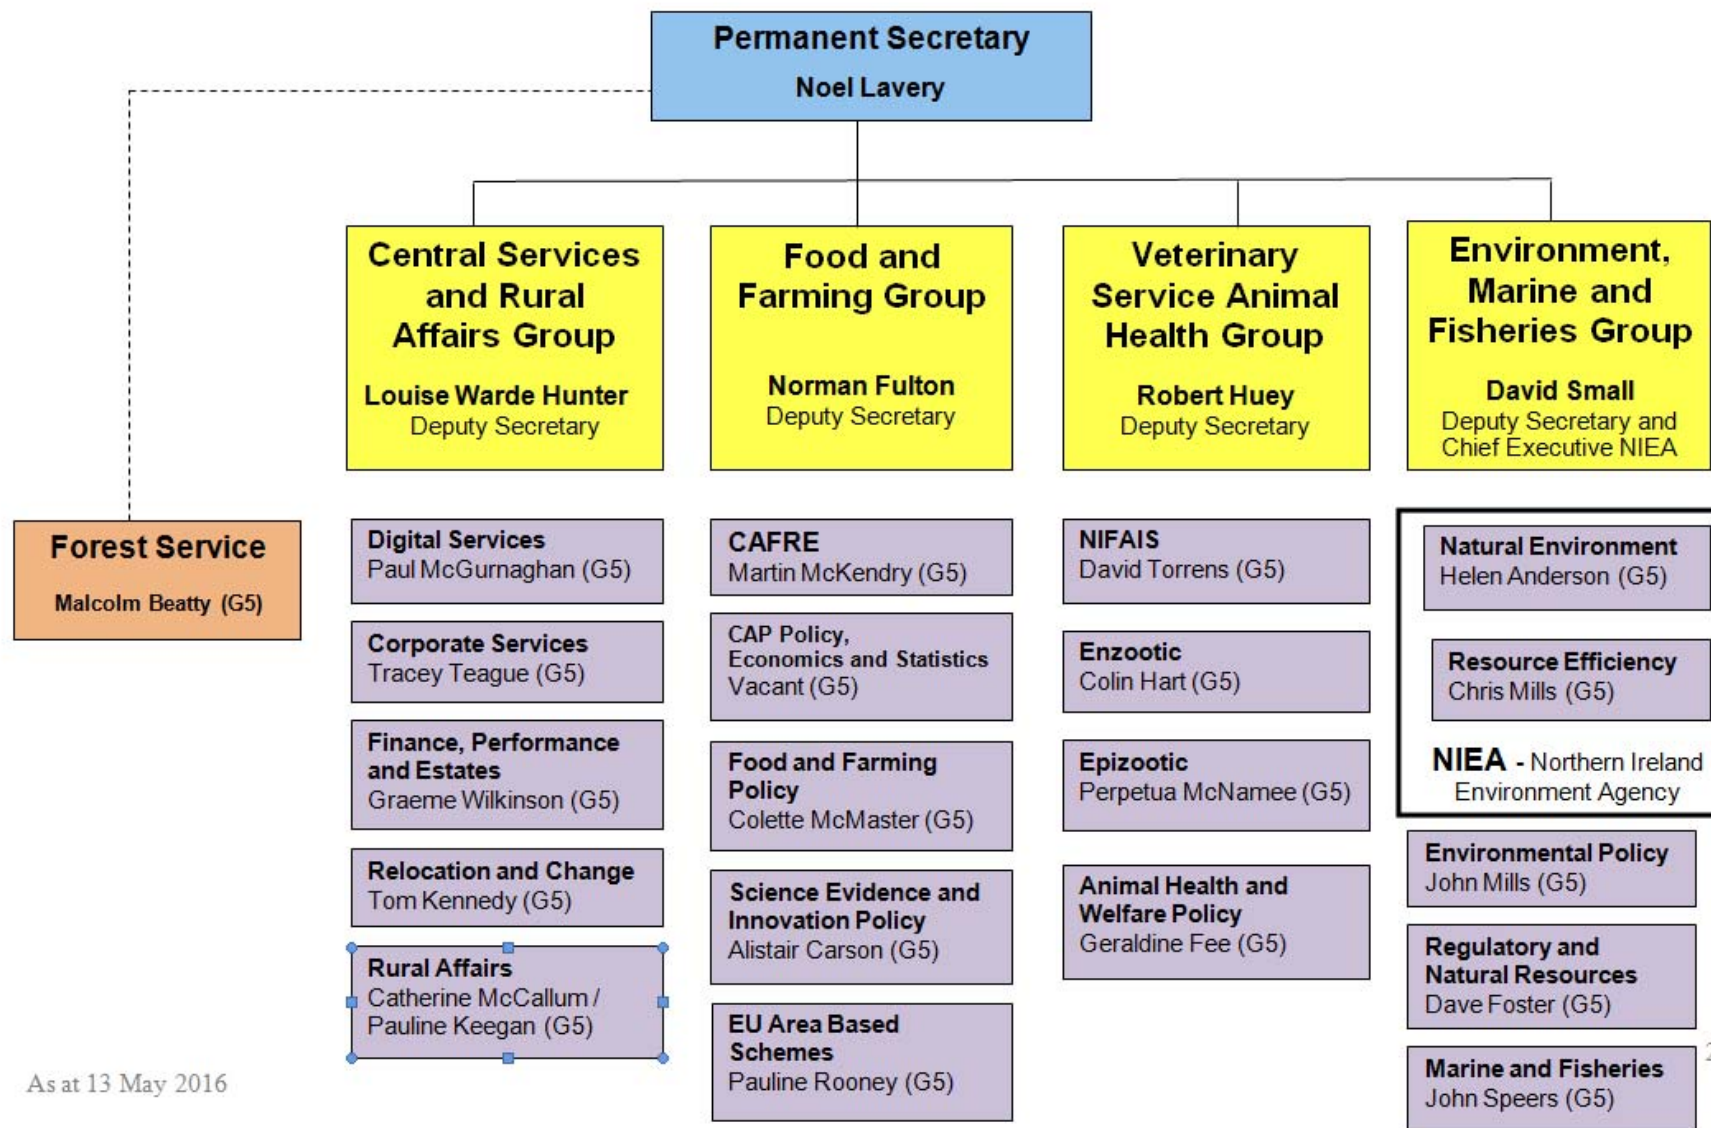 Permanent Secretary
Noel Lavery
Central Services
and Rural
Affairs Group
Louise Warde Hunter
Deputy Secretary
Food and
Farming Group
Norman Fulton
Deputy Secretary
Veterinary
Service Animal
Health Group
Robert Huey
Deputy Secretary
Environment,
Marine and
Fisheries Group
David Small
Deputy Secretary and
Chief Executive NIEA
Forest Service
Malcolm Beatty (G5)
Digital Services
Paul McGurnaghan (G5)
Corporate Services
Tracey Teague (G5)
Finance, Performance
and Estates
Graeme Wilkinson (G5)
Relocation and Change
Tom Kennedy (G5)
Rural Affairs
Catherine McCallum /
Pauline Keegan (G5)
CAFRE
Martin McKendry (G5)
CAP Policy,
Economics and Statistics
Vacant (G5)
Food and Farming
Policy
Colette McMaster (G5)
Science Evidence and
Innovation Policy
Alistair Carson (G5)
EU Area Based
Schemes
Pauline Rooney (G5)
NIFAIS
David Torrens (G5)
Enzootic
Colin Hart (G5)
Epizootic
Perpetua McNamee (G5)
Animal Health and
Welfare Policy
Geraldine Fee (G5)
Natural Environment
Helen Anderson (G5)
Resource Efficiency
Chris Mills (G5)
NIEA - Northern Ireland
Environment Agency
Environmental Policy
John Mills (G5)
Regulatory and
Natural Resources
Dave Foster (G5)
Marine and Fisheries
John Speers (G5)
As at 13 May 2016